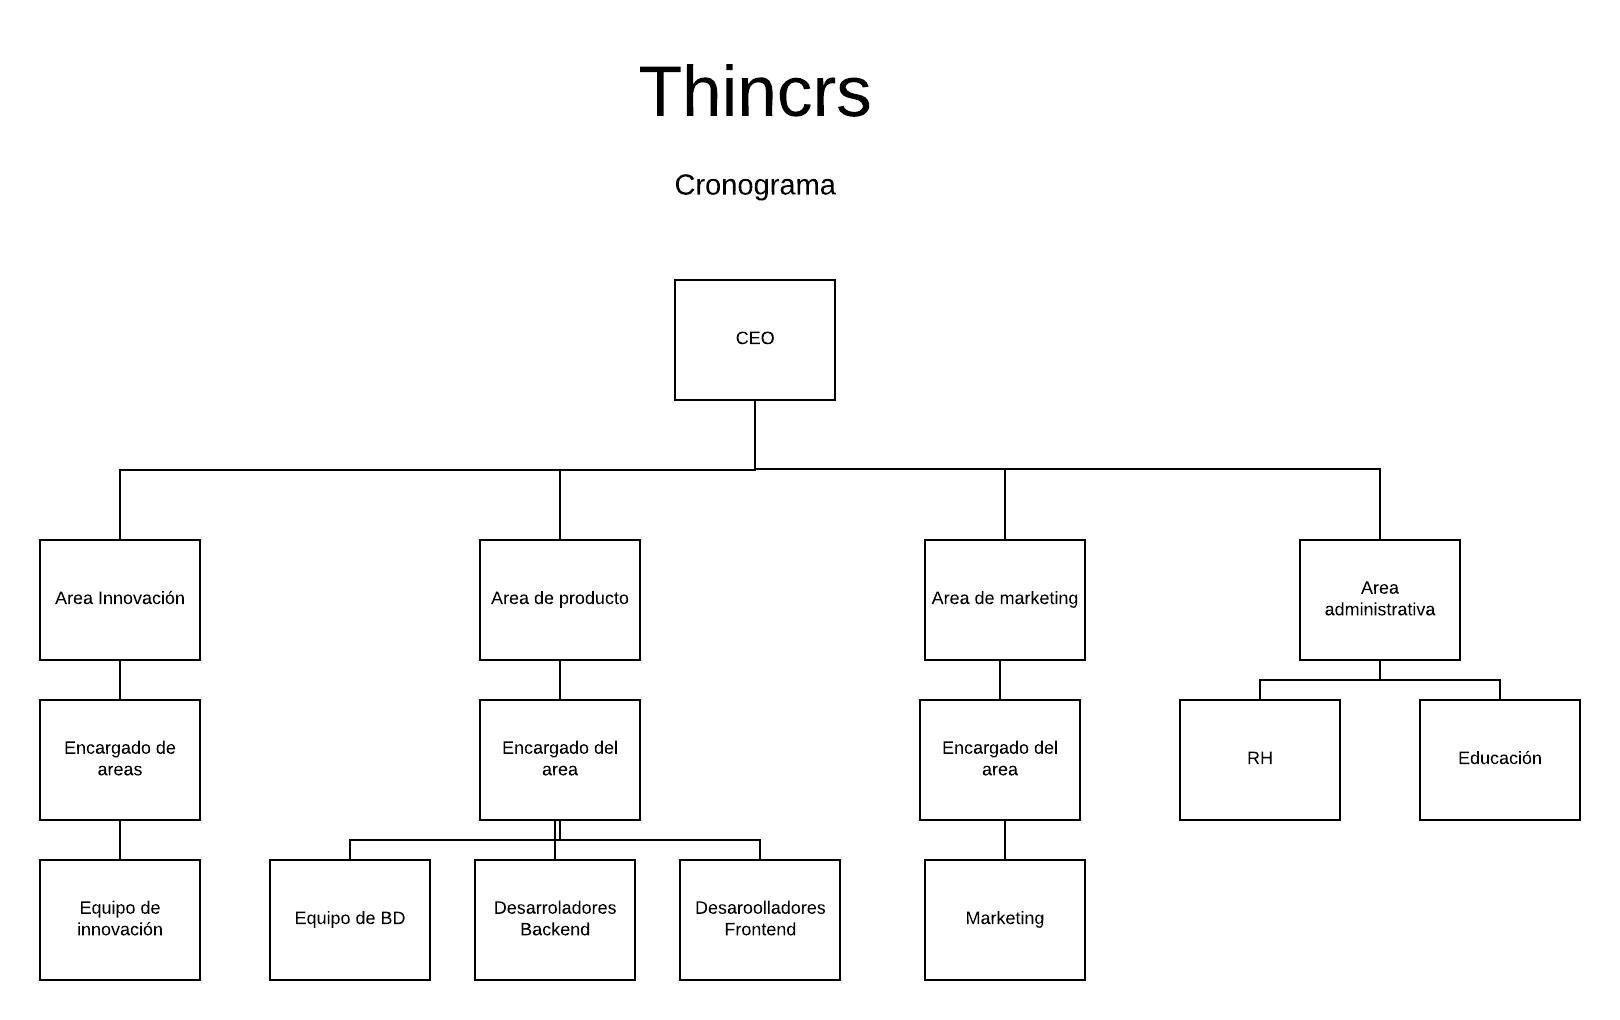 Thincrs
Cronograma
CEO
Area Innovación
Area de producto
Area de marketing
Area
administrativa
Encargado de
areas
Encargado del
area
Encargado del
area
RH
Educación
Equipo de
innovación
Equipo de BD
Desarroladores
Backend
Desaroolladores
Frontend
Marketing